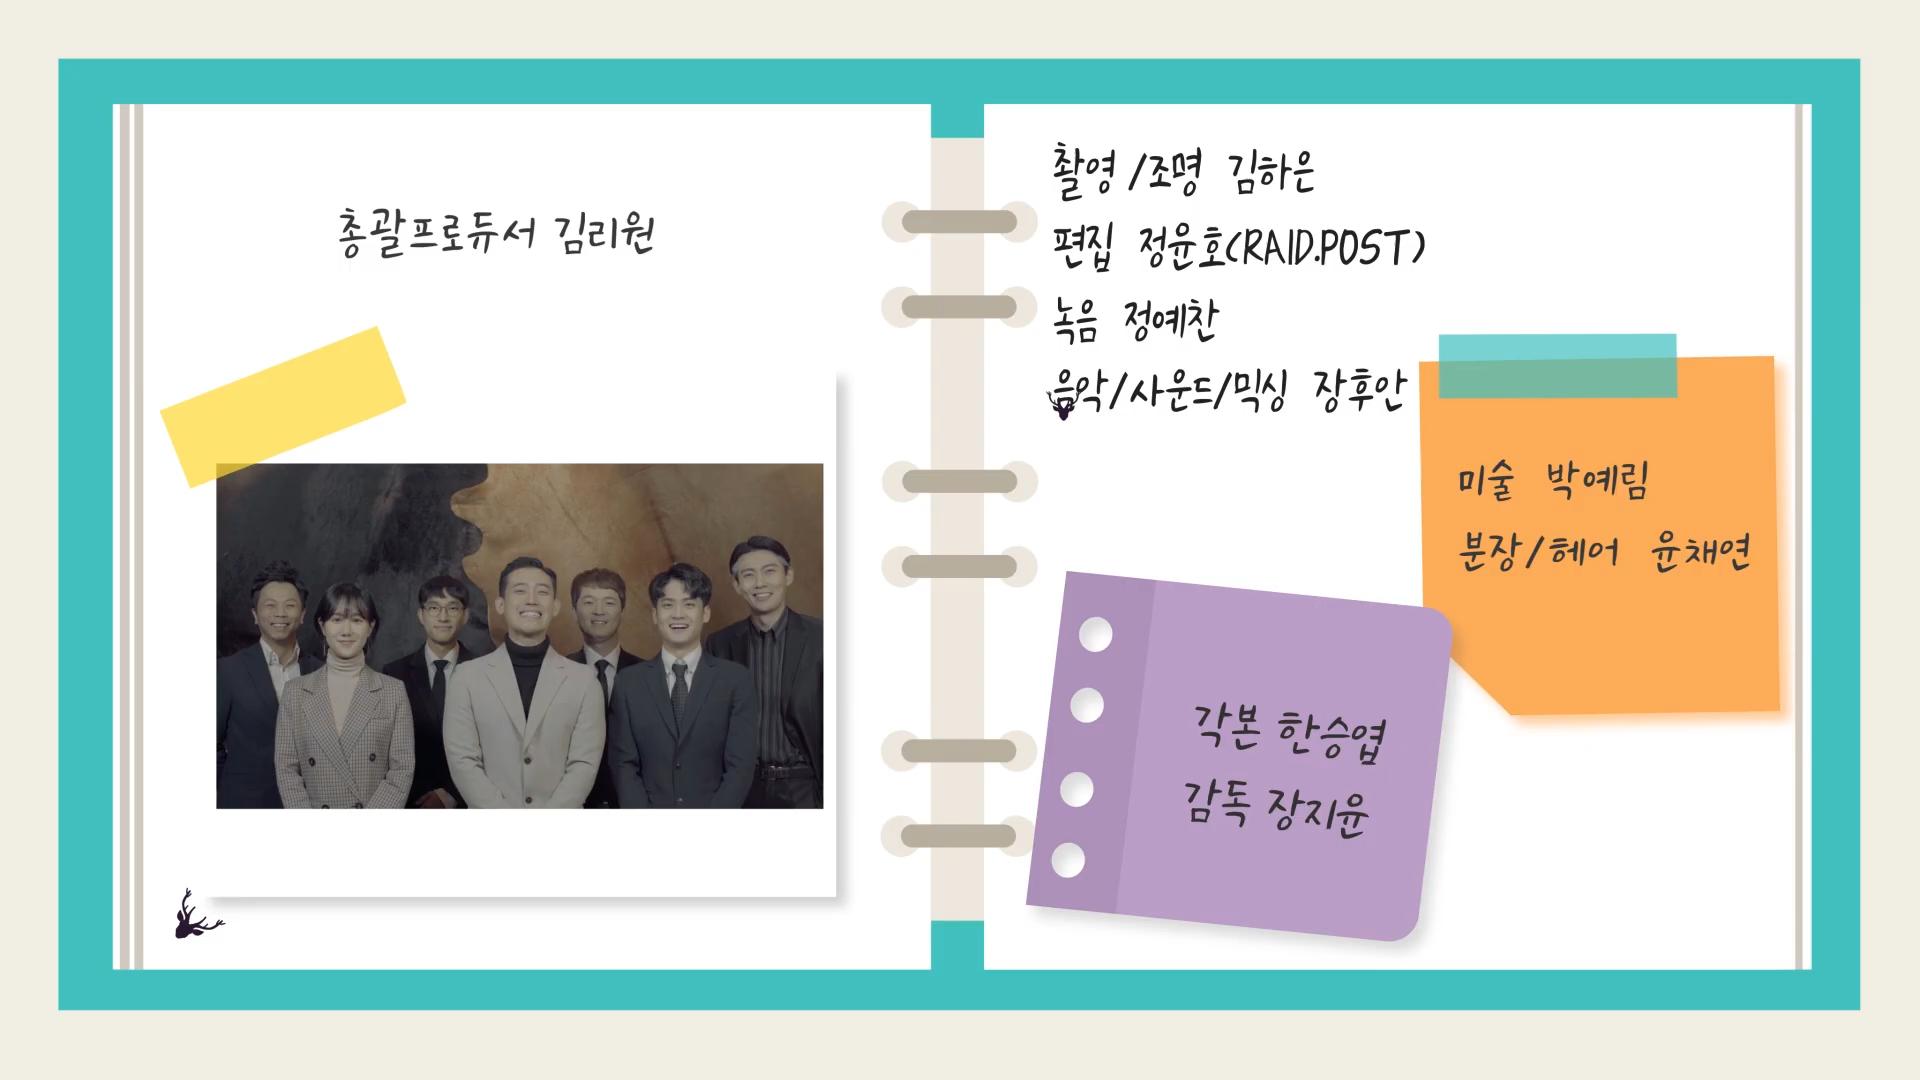 총괄프로듀서 김리원
촬영/조명 김하은
편집 정윤호(RAID.POST)
녹음 정예찬
음악/사운드/믹싱 장후안
미술 박예림
분장/헤어 윤채연
각본 한승엽
감독 장지윤